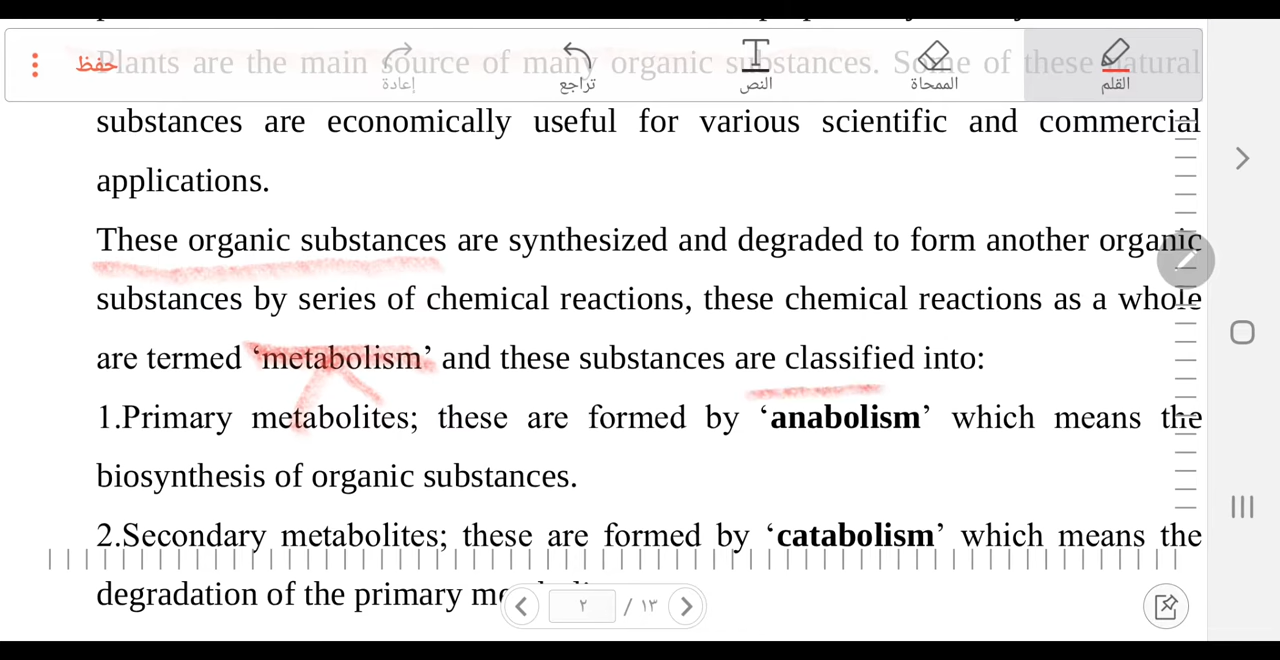 حفظ
إعادة
تراجع
النص
الممحاة
القلم
Plants are the main source of many organic substances. Some of these natural
substances are economically useful for various scientific and commercial
applications.
These organic substances are synthesized and degraded to form another organic
substances by series of chemical reactions, these chemical reactions as a whole
are termed ‘metabolism’ and these substances are classified into:
1.Primary metabolites; these are formed by ‘anabolism’ which means the
biosynthesis of organic substances.
2.Secondary metabolites; these are formed by ‘catabolism’ which means the
degradation of the primary
٢ / ١٣